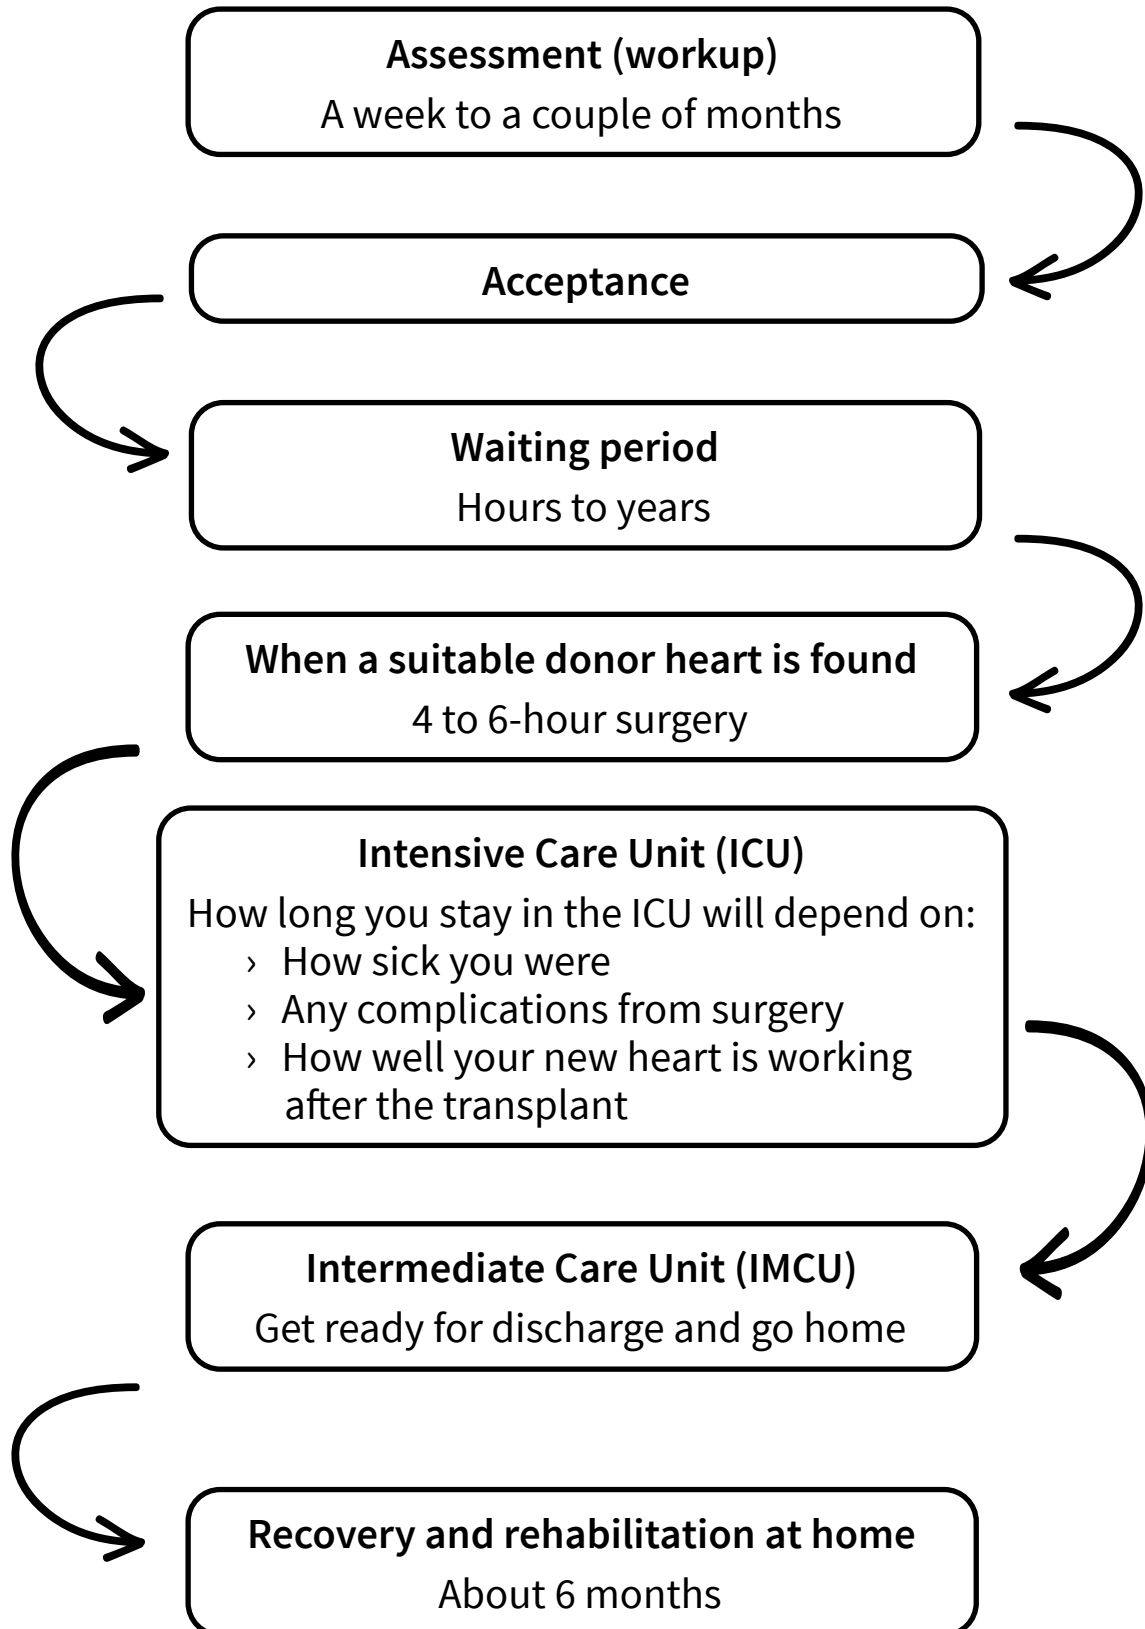 Assessment (workup)
A week to a couple of months
Acceptance
Waiting period
Hours to years
When a suitable donor heart is found
4 to 6-hour surgery
Intensive Care Unit (ICU)
How long you stay in the ICU will depend on:
› How sick you were
› Any complications from surgery
› How well your new heart is working
after the transplant
Intermediate Care Unit (IMCU)
Get ready for discharge and go home
Recovery and rehabilitation at home
About 6 months